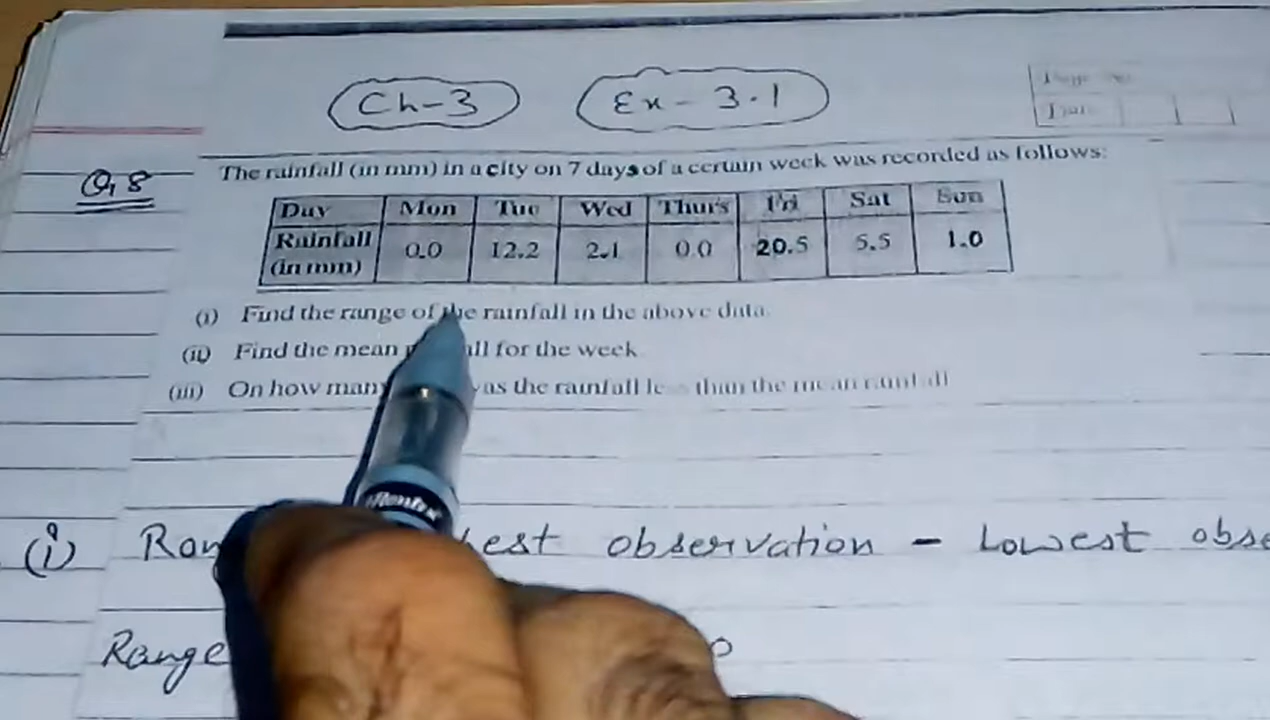 Ch-3 Ex-3.1
Q.8 The rainfall (in mm) in a city on 7 days of a certain week was recorded as follows:
Day Mon Tue Wed Thurs Fri Sat Sun
Rainfall (in mm) 0.0 12.2 2.1 0.0 20.5 5.5 1.0
(i) Find the range of the rainfall in the above data.
(ii) Find the mean for the week
(iii) On how many the rainfall less than the mean rainfall
(i) observation - Lowest
Range